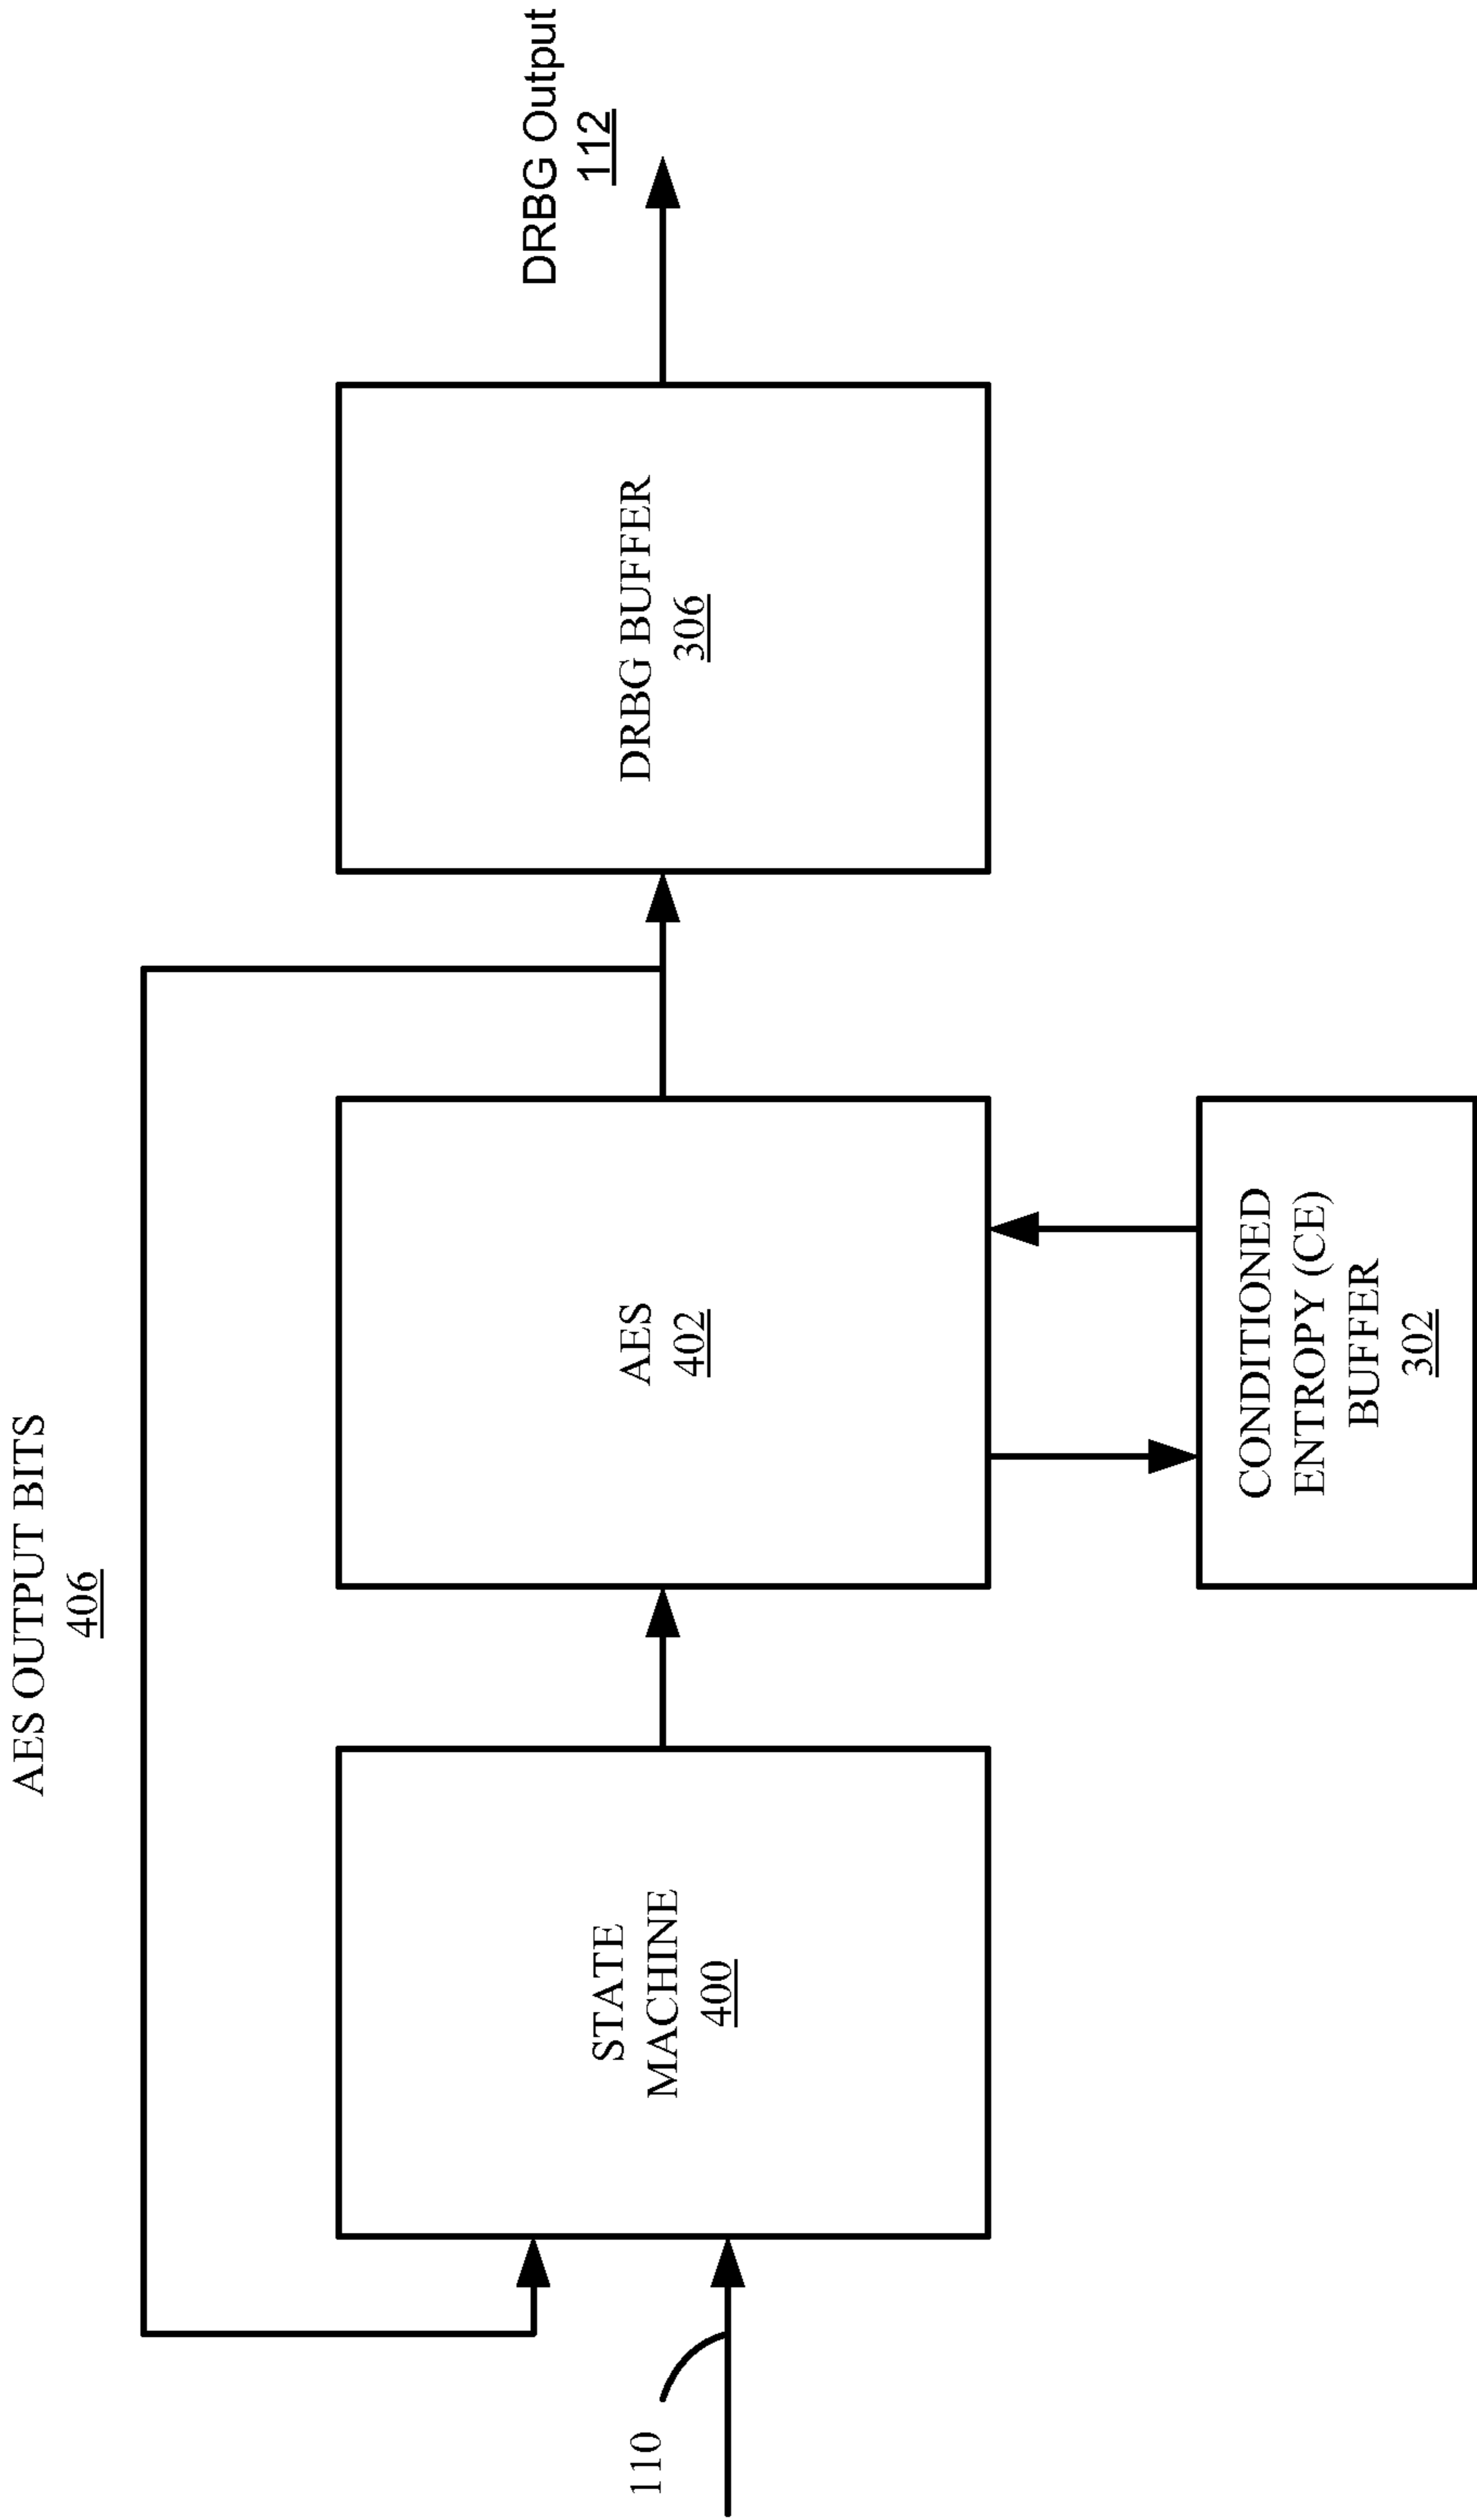 AES OUTPUT BITS
406
110
STATE
MACHINE
400
AES
402
CONDITIONED
ENTROPY (CE)
BUFFER
302
DRBG BUFFER
306
DRBG Output
112